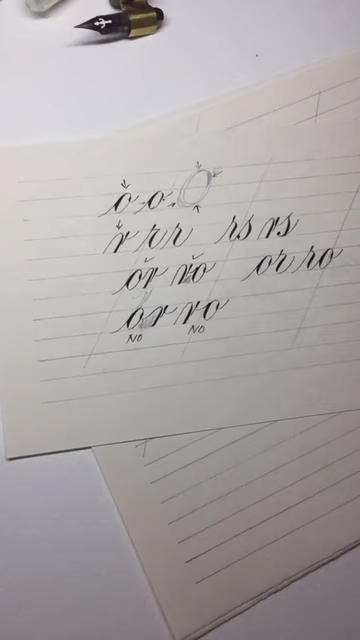 o o O
r r r rs rs
or ro or ro
or ro
NO NO